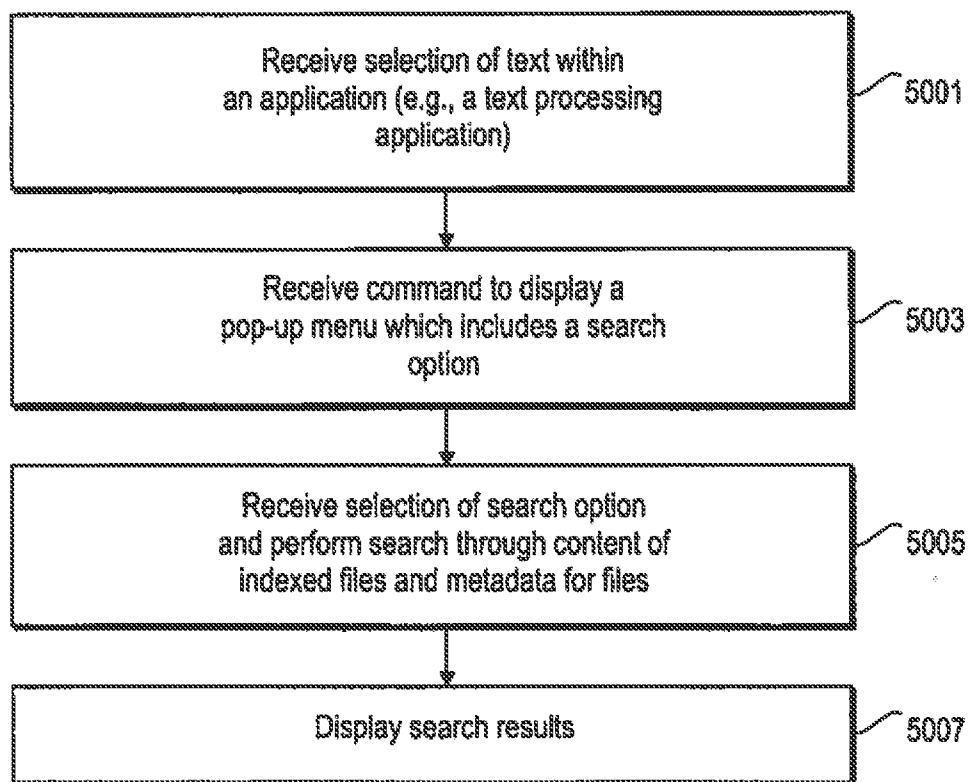 Receive selection of text within
an application (e.g., a text processing
application)
5001
Receive command to display a
pop-up menu which includes a search
option
5003
Receive selection of search option
and perform search through content of
indexed files and metadata for files
5005
Display search results
5007